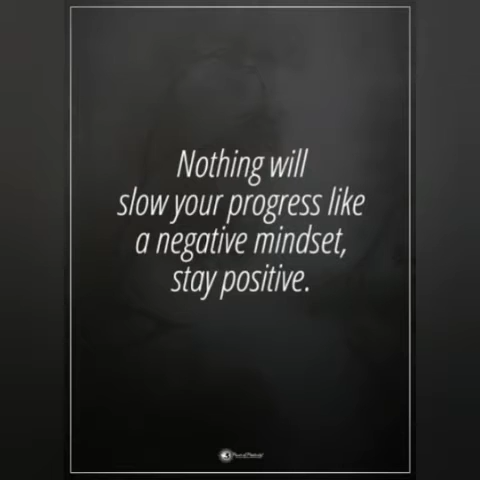 Nothing will
slow your progress like
a negative mindset,
stay positive.